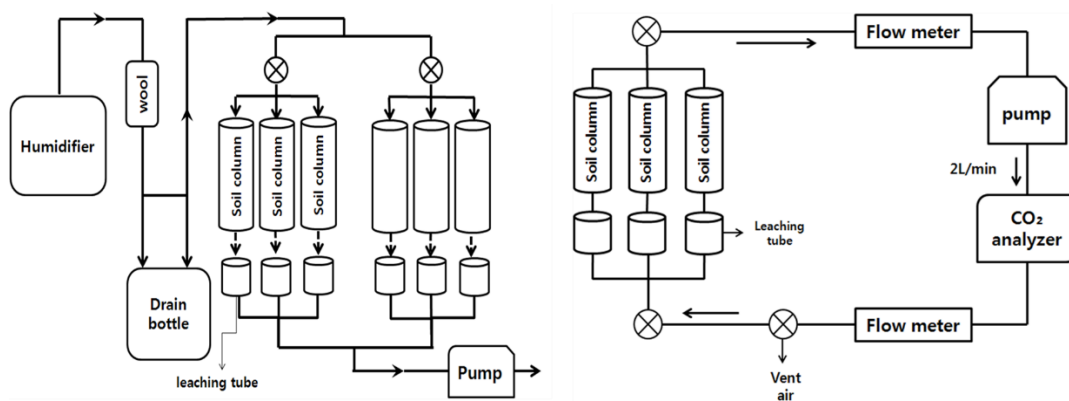 Humidifier
wool
Drain
bottle
Soil column
Soil column
Soil column
leaching tube
Pump
Flow meter
Soil column
Soil column
Soil column
pump
2L/min
Leaching
tube
CO₂
analyzer
Flow meter
Vent
air